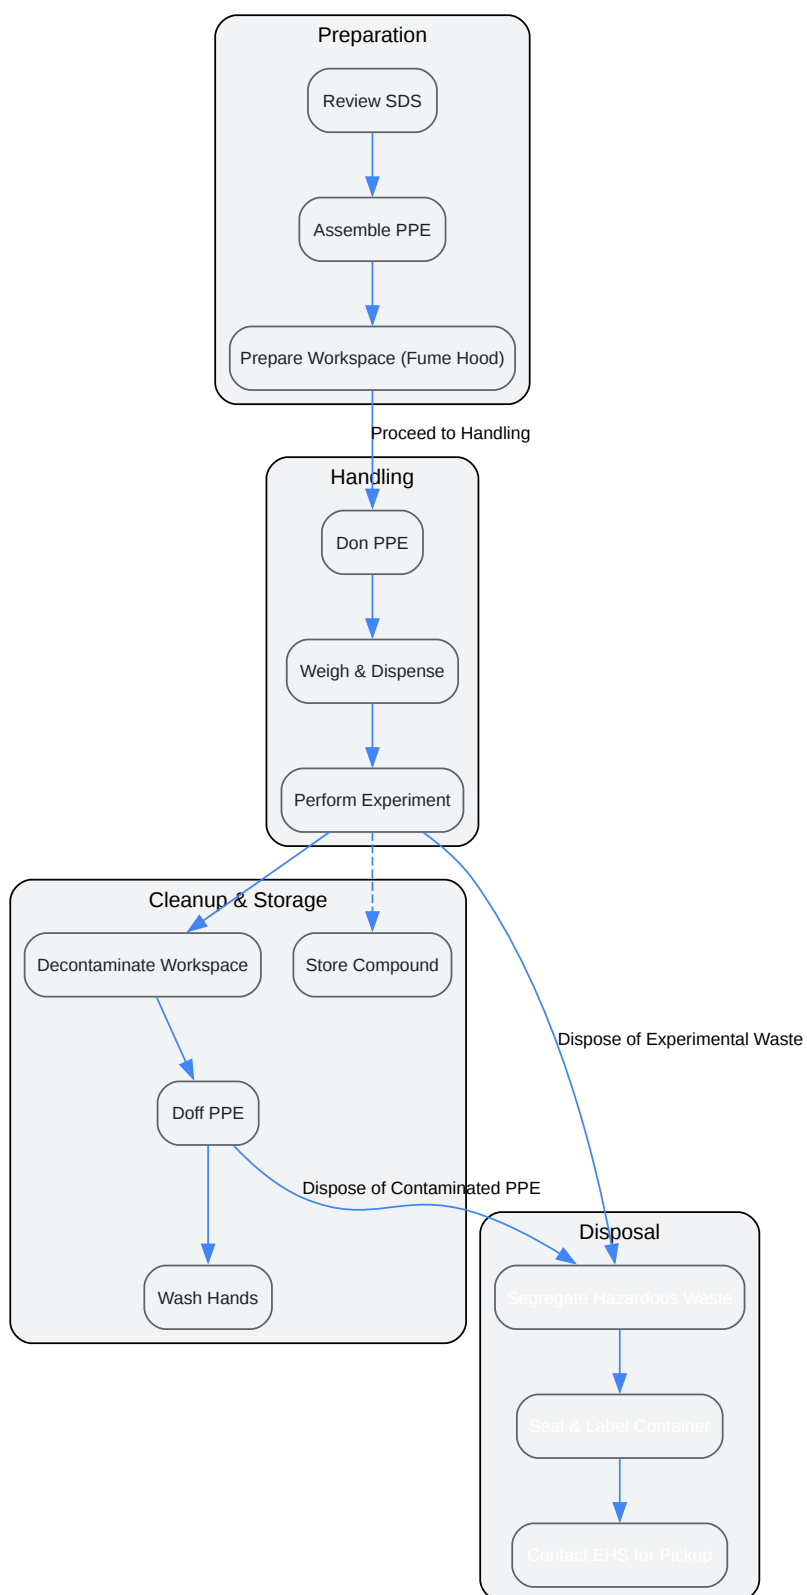 Preparation
Review SDS
Assemble PPE
Prepare Workspace (Fume Hood)
Proceed to Handling
Handling
Don PPE
Weigh & Dispense
Perform Experiment
Cleanup & Storage
Decontaminate Workspace
Store Compound
Dispose of Experimental Waste
Doff PPE
Dispose of Contaminated PPE
Disposal
Wash Hands
Segregate Hazardous Waste
Seal & Label Container
Contact EHS for Pickup